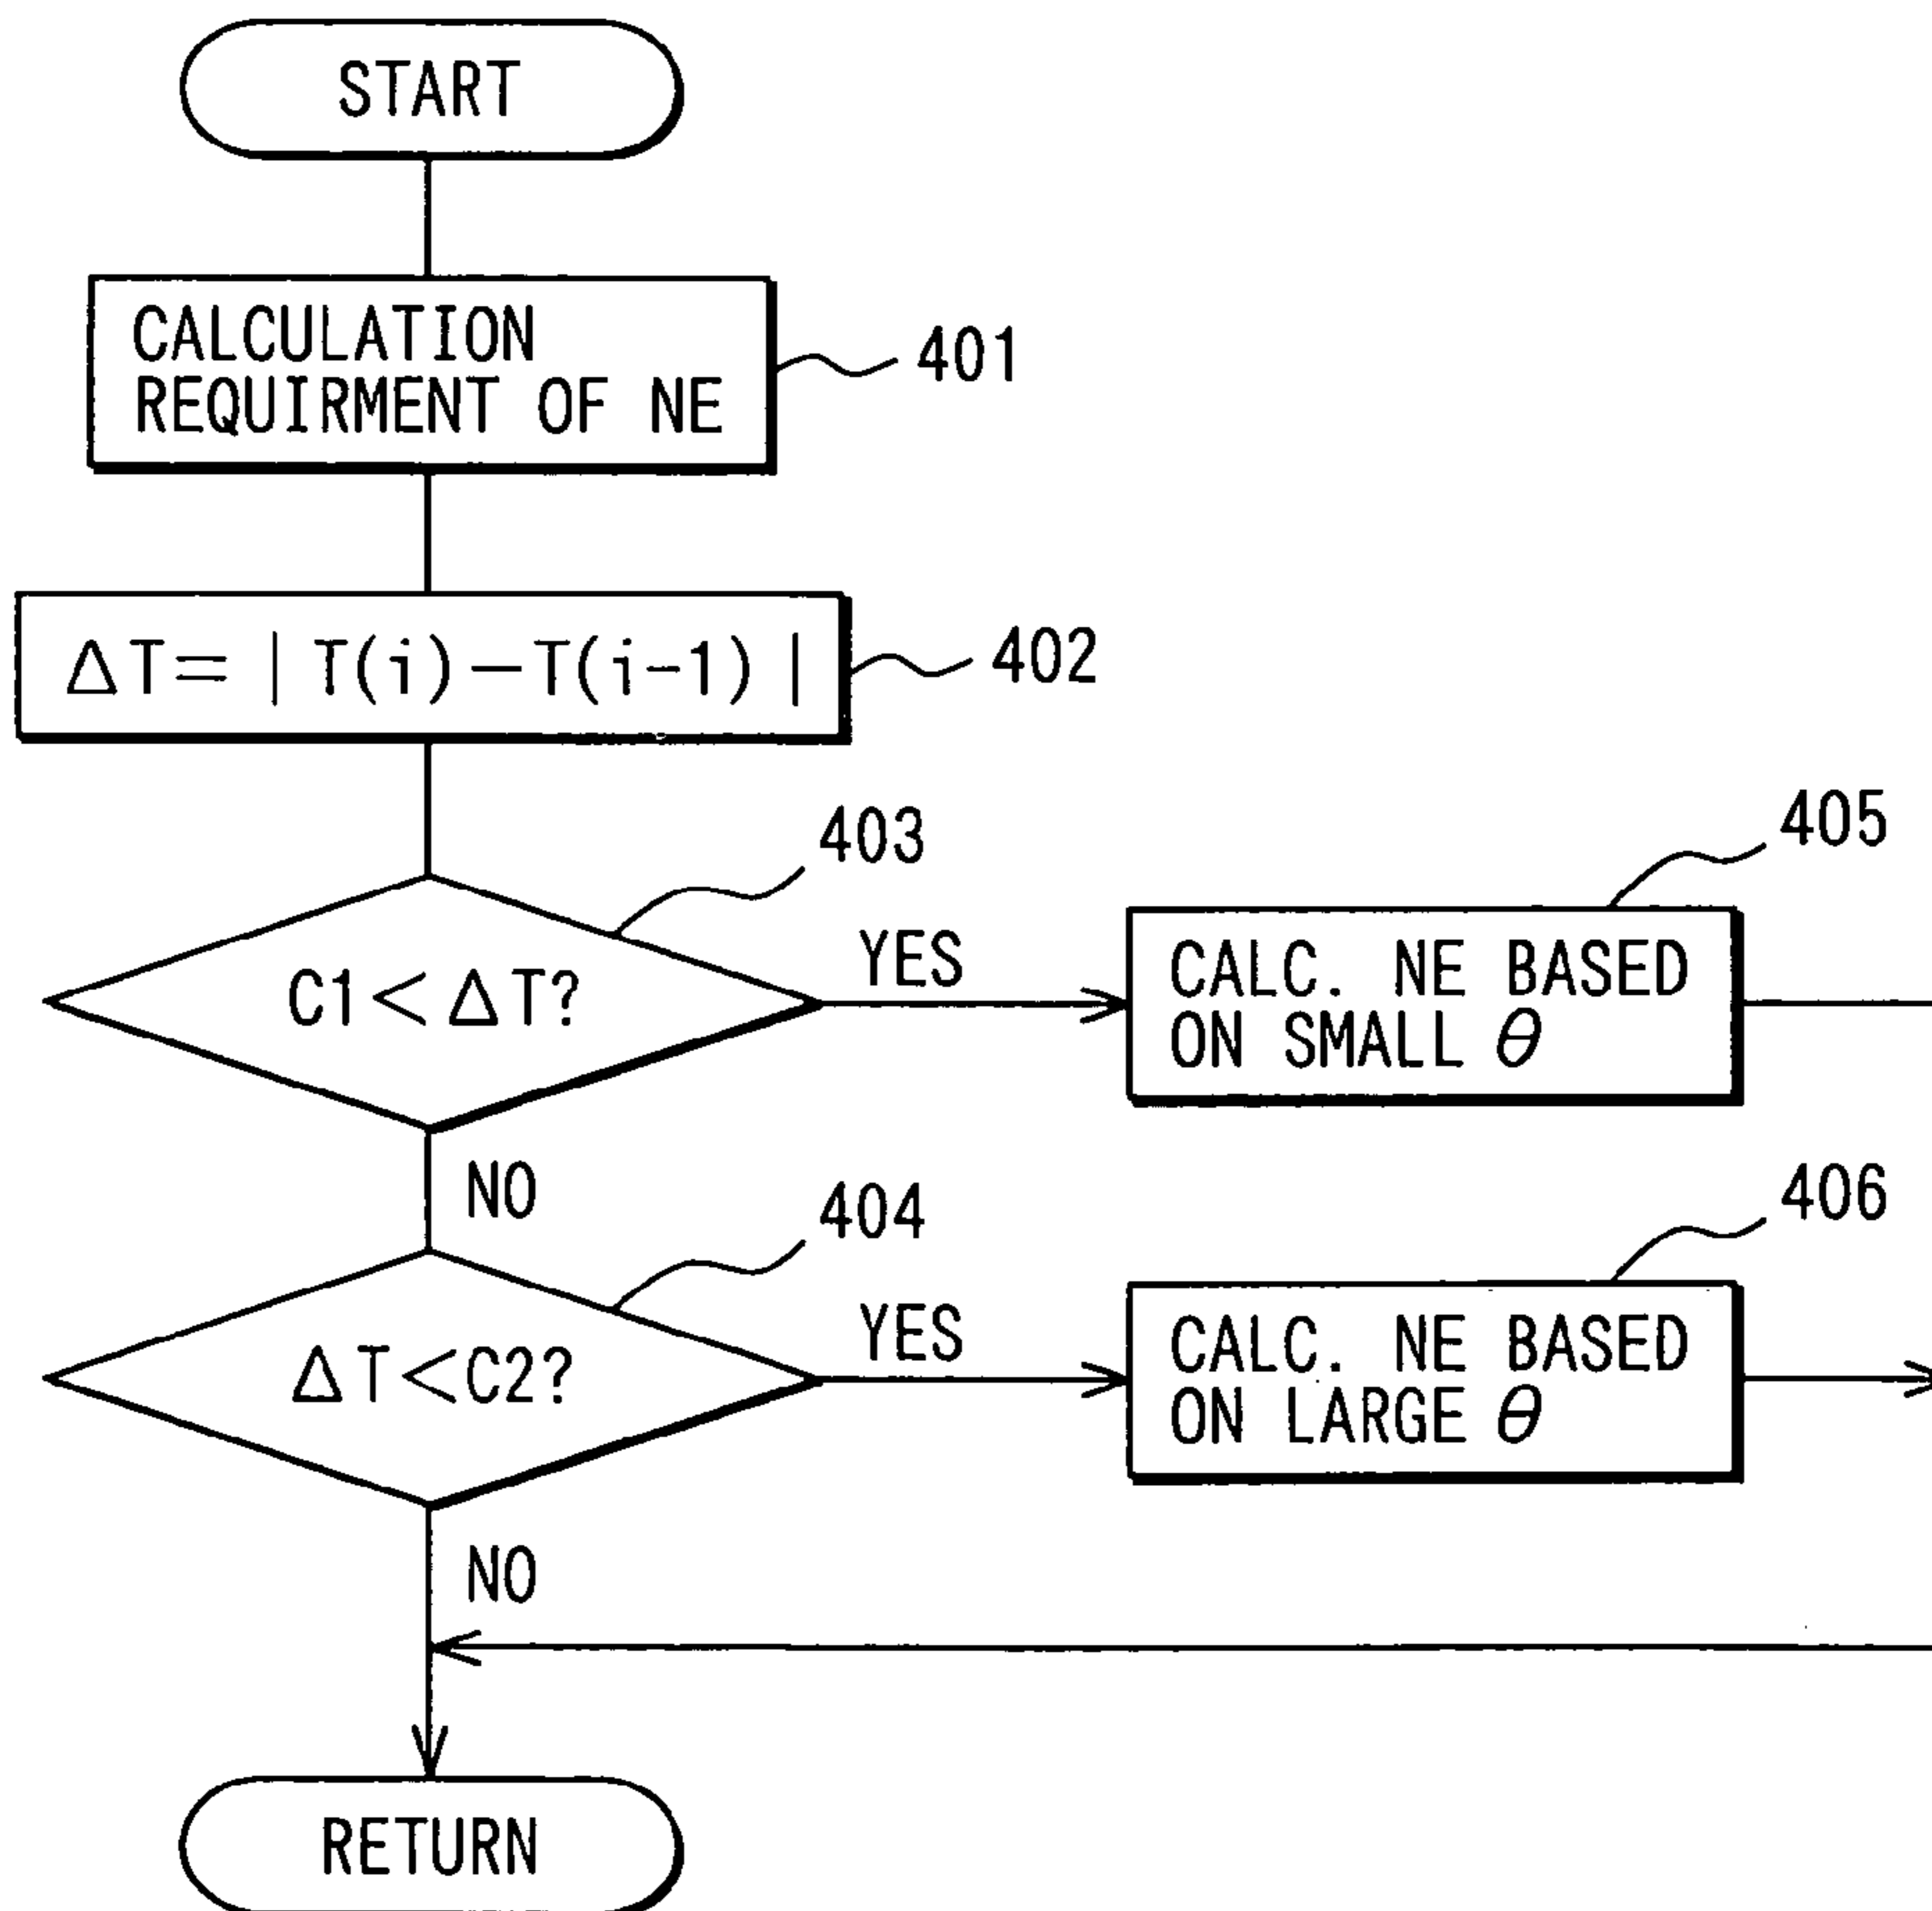 START
CALCULATION
REQUIRMENT OF NE
401
ΔT=|T(i)-T(i-1)|
402
403
405
C1<ΔT?
YES
CALC. NE BASED
ON SMALL θ
NO
404
406
ΔT<C2?
YES
CALC. NE BASED
ON LARGE θ
NO
RETURN